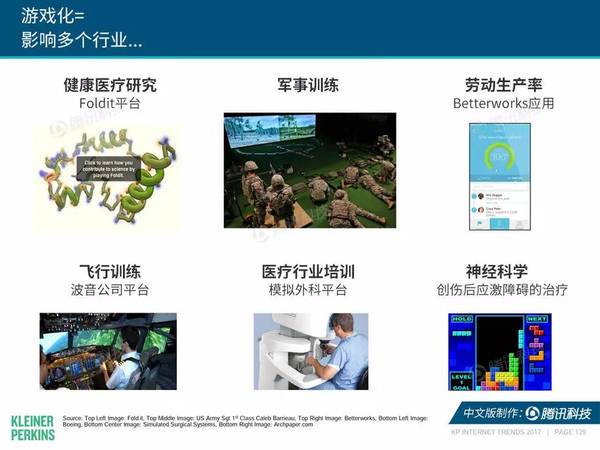 游戏化=
影响多个行业...
健康医疗研究
Foldit平台
军事训练
劳动生产率
Betterworks应用
Click to learn how you
contribute to science by
playing Foldit.
飞行训练
波音公司平台
医疗行业培训
模拟外科平台
神经科学
创伤后应激障碍的治疗
HOLD
NEXT
LEVEL
1
GOAL
KLEINER
PERKINS
Source: Top Left Image: Fold.it, Top Middle Image: US Army Sgt 1st Class Caleb Barrieau, Top Right Image: Betterworks, Bottom Left Image:
Boeing, Bottom Center Image: Simulated Surgical Systems, Bottom Right Image: Archpaper.com
中文版制作: 腾讯科技
KP INTERNET TRENDS 2017 | PAGE 129